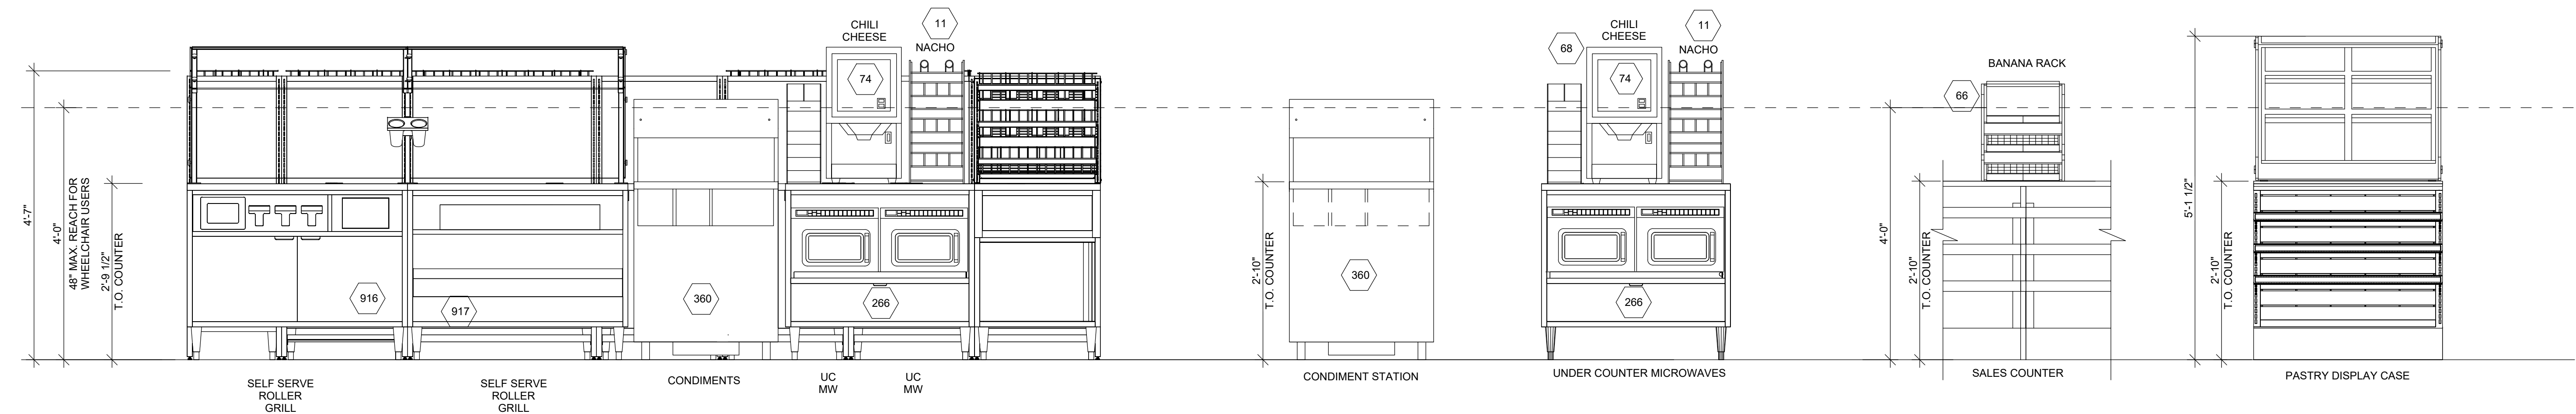 4'-7"
4'-0"
48" MAX. REACH FOR
WHEELCHAIR USERS
2'-9 1/2"
T.O. COUNTER
CHILI
CHEESE
11
NACHO
74
916
917
360
266
SELF SERVE
ROLLER
GRILL
SELF SERVE
ROLLER
GRILL
CONDIMENTS
UC
MW
UC
MW
2'-10"
T.O. COUNTER
360
CONDIMENT STATION
CHILI
CHEESE
68
11
NACHO
74
266
UNDER COUNTER MICROWAVES
BANANA RACK
66
4'-0"
2'-10"
T.O. COUNTER
SALES COUNTER
5'-1 1/2"
2'-10"
T.O. COUNTER
PASTRY DISPLAY CASE